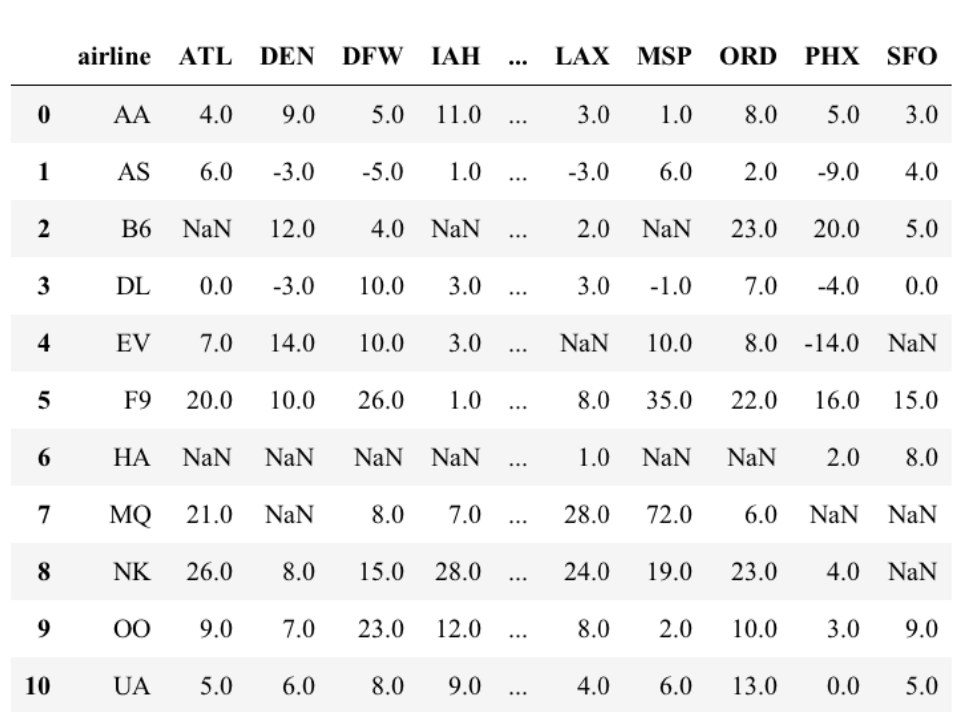 airline ATL DEN DFW IAH ... LAX MSP ORD PHX SFO
0 AA 4.0 9.0 5.0 11.0 ... 3.0 1.0 8.0 5.0 3.0
1 AS 6.0 -3.0 -5.0 1.0 ... -3.0 6.0 2.0 -9.0 4.0
2 B6 NaN 12.0 4.0 NaN ... 2.0 NaN 23.0 20.0 5.0
3 DL 0.0 -3.0 10.0 3.0 ... 3.0 -1.0 7.0 -4.0 0.0
4 EV 7.0 14.0 10.0 3.0 ... NaN 10.0 8.0 -14.0 NaN
5 F9 20.0 10.0 26.0 1.0 ... 8.0 35.0 22.0 16.0 15.0
6 HA NaN NaN NaN NaN ... 1.0 NaN NaN 2.0 8.0
7 MQ 21.0 NaN 8.0 7.0 ... 28.0 72.0 6.0 NaN NaN
8 NK 26.0 8.0 15.0 28.0 ... 24.0 19.0 23.0 4.0 NaN
9 OO 9.0 7.0 23.0 12.0 ... 8.0 2.0 10.0 3.0 9.0
10 UA 5.0 6.0 8.0 9.0 ... 4.0 6.0 13.0 0.0 5.0